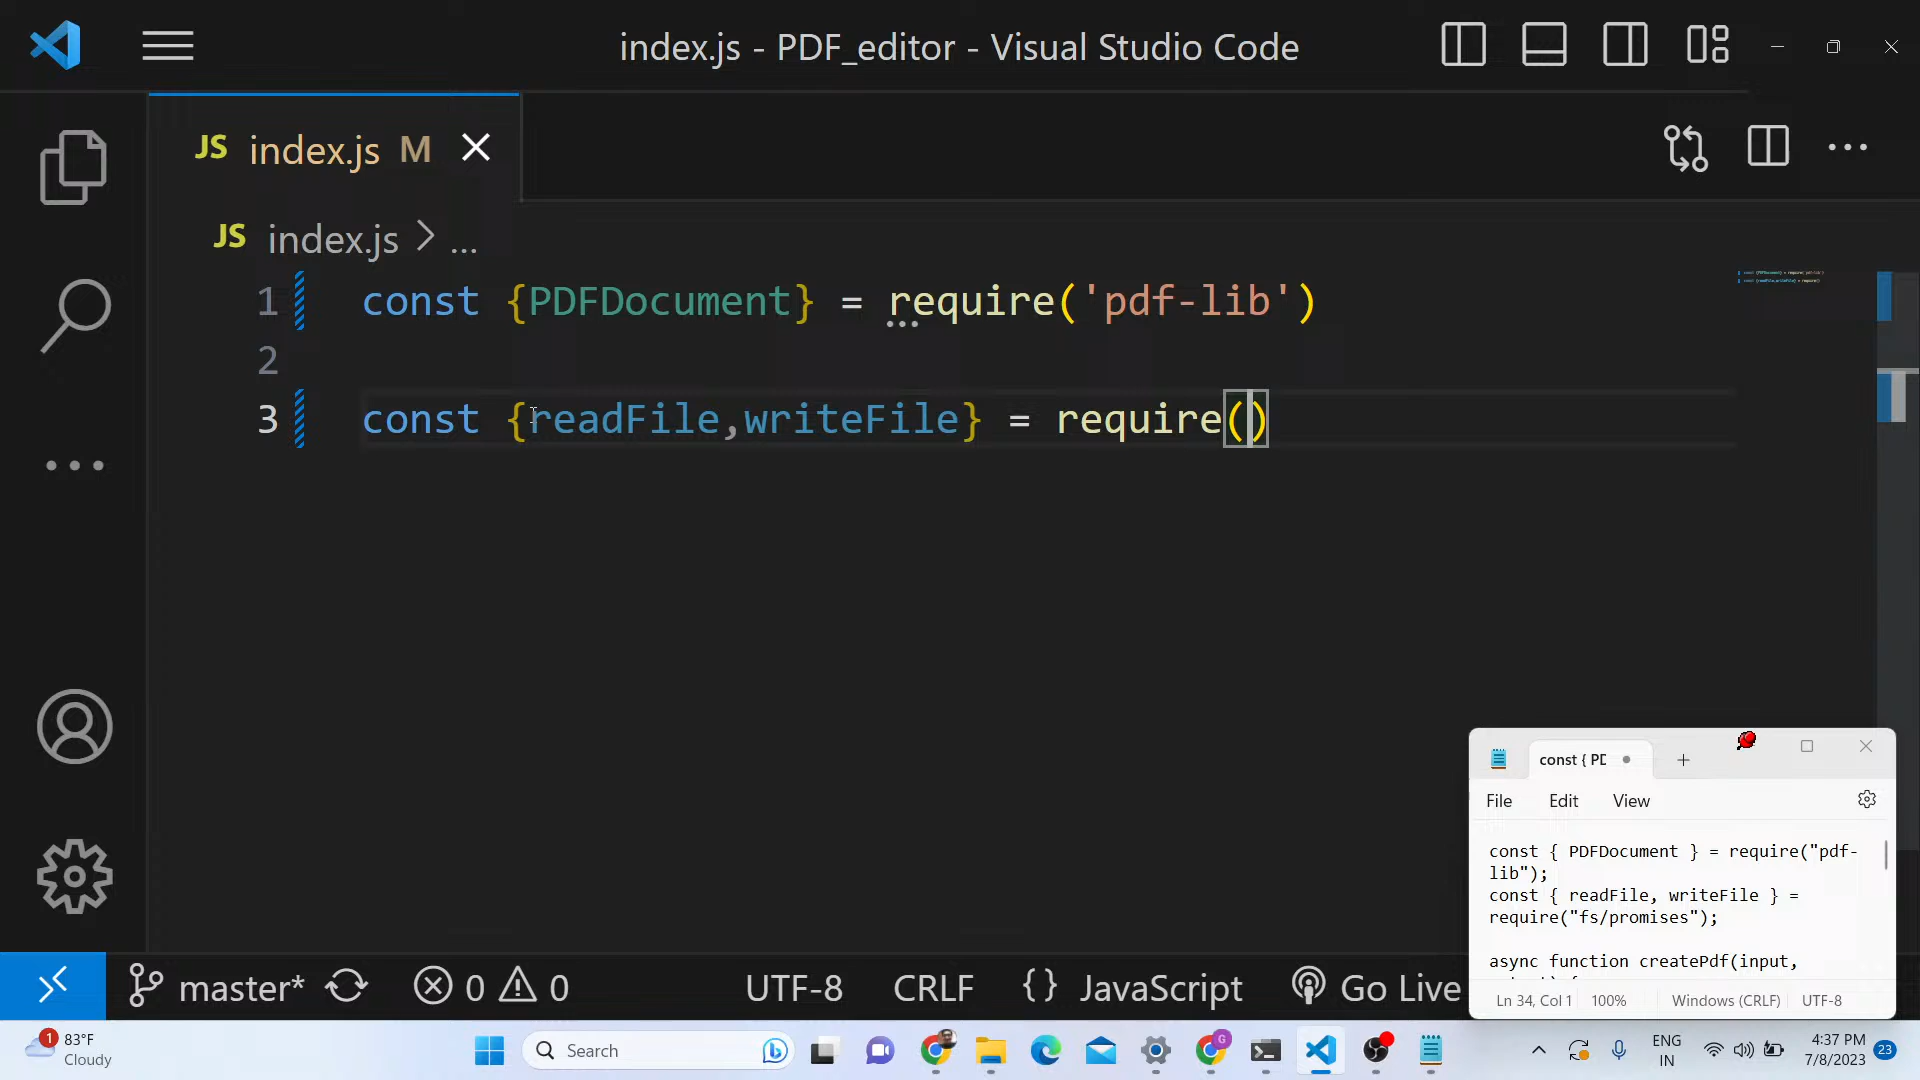 index.js - PDF_editor - Visual Studio Code
JS index.js M
JS index.js > ...
1 const {PDFDocument} = require('pdf-lib')
2
3 const {readFile,writeFile} = require()
const { PD
File Edit View
const { PDFDocument } = require("pdf-
lib");
const { readFile, writeFile } =
require("fs/promises");
async function createPdf(input,
Ln 34, Col 1 100% Windows (CRLF) UTF-8
master* 0 0 UTF-8 CRLF {} JavaScript Go Live
1 83°F
Cloudy
Search
G
ENG
IN
4:37 PM
7/8/2023
23